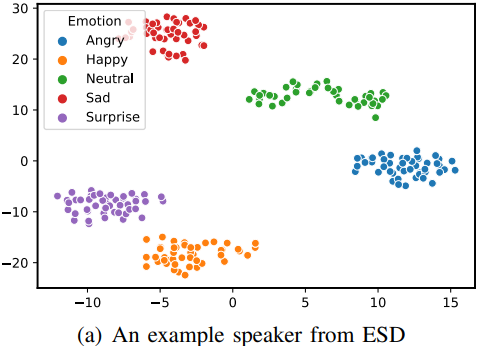 30
20
10
0
−10
−20
Emotion
Angry
Happy
Neutral
Sad
Surprise
−10 −5 0 5 10 15
(a) An example speaker from ESD